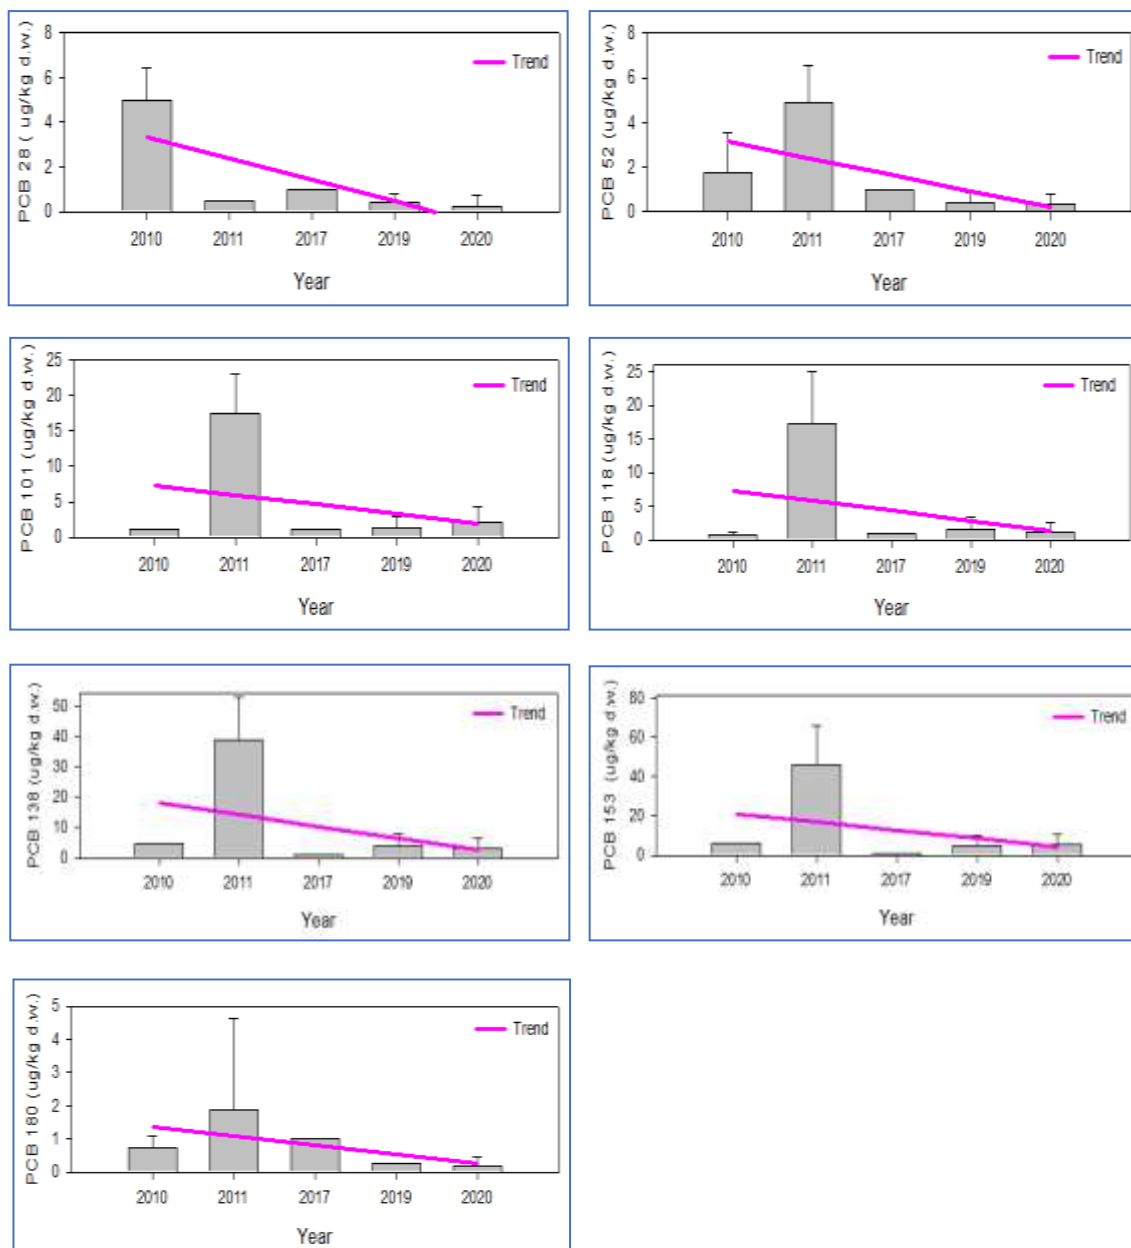 PCB 28 ( ug/kg d.w.)
8
6
4
2
0
Trend
2010 2011 2017 2019 2020
Year
PCB 52 (ug/kg d.w.)
8
6
4
2
0
Trend
2010 2011 2017 2019 2020
Year
PCB 101 (ug/kg d.w.)
25
20
15
10
5
0
Trend
2010 2011 2017 2019 2020
Year
PCB 118 (ug/kg d.w.)
25
20
15
10
5
0
Trend
2010 2011 2017 2019 2020
Year
PCB 138 (ug/kg d.w.)
50
40
30
20
10
0
Trend
2010 2011 2017 2019 2020
Year
PCB 153 (ug/kg d.w.)
80
60
40
20
0
Trend
2010 2011 2017 2019 2020
Year
PCB 180 (ug/kg d.w.)
5
4
3
2
1
0
Trend
2010 2011 2017 2019 2020
Year